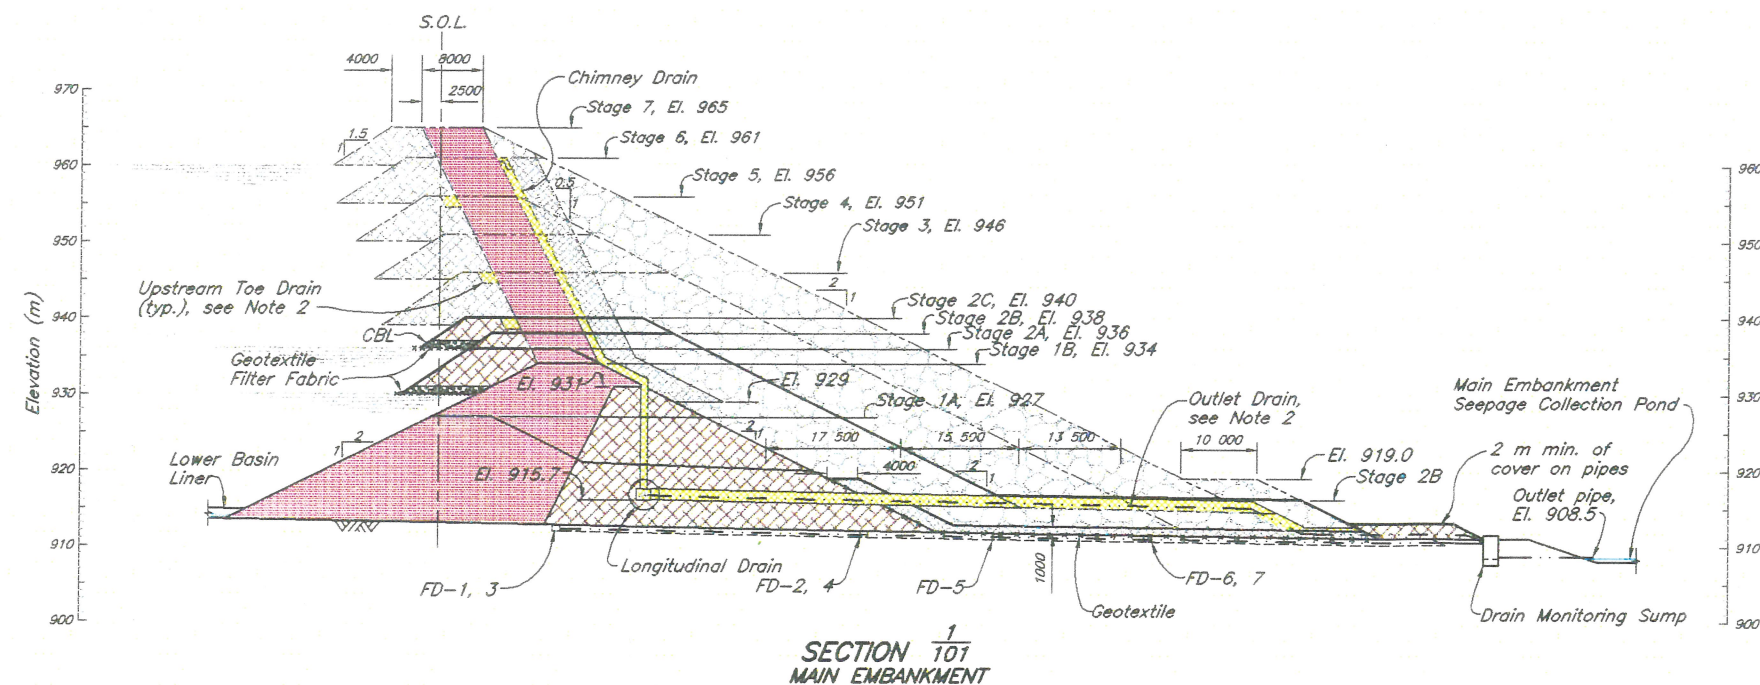 S.O.L.
4000
8000
2500
Chimney Drain
Stage 7, El. 965
Stage 6, El. 961
Stage 5, El. 956
Stage 4, El. 951
Stage 3, El. 946
Stage 2C, El. 940
Stage 2B, El. 938
Stage 2A, El. 936
Stage 1B, El. 934
El. 929
Stage 1A, El. 927
1.5
1
0.5
1
2
1
Upstream Toe Drain
(typ.), see Note 2
CBL
Geotextile
Filter Fabric
El. 931
2
1
2
1
17 500
15 500
13 500
10 000
4000
2
1
Outlet Drain,
see Note 2
Main Embankment
Seepage Collection Pond
El. 919.0
Stage 2B
2 m min. of
cover on pipes
Outlet pipe,
El. 908.5
Lower Basin
Liner
El. 915.7
Longitudinal Drain
FD-1, 3
FD-2, 4
FD-5
1000
FD-6, 7
Geotextile
Drain Monitoring Sump
Elevation (m)
970
960
950
940
930
920
910
900
960
950
940
930
920
910
900
SECTION 1
101
MAIN EMBANKMENT